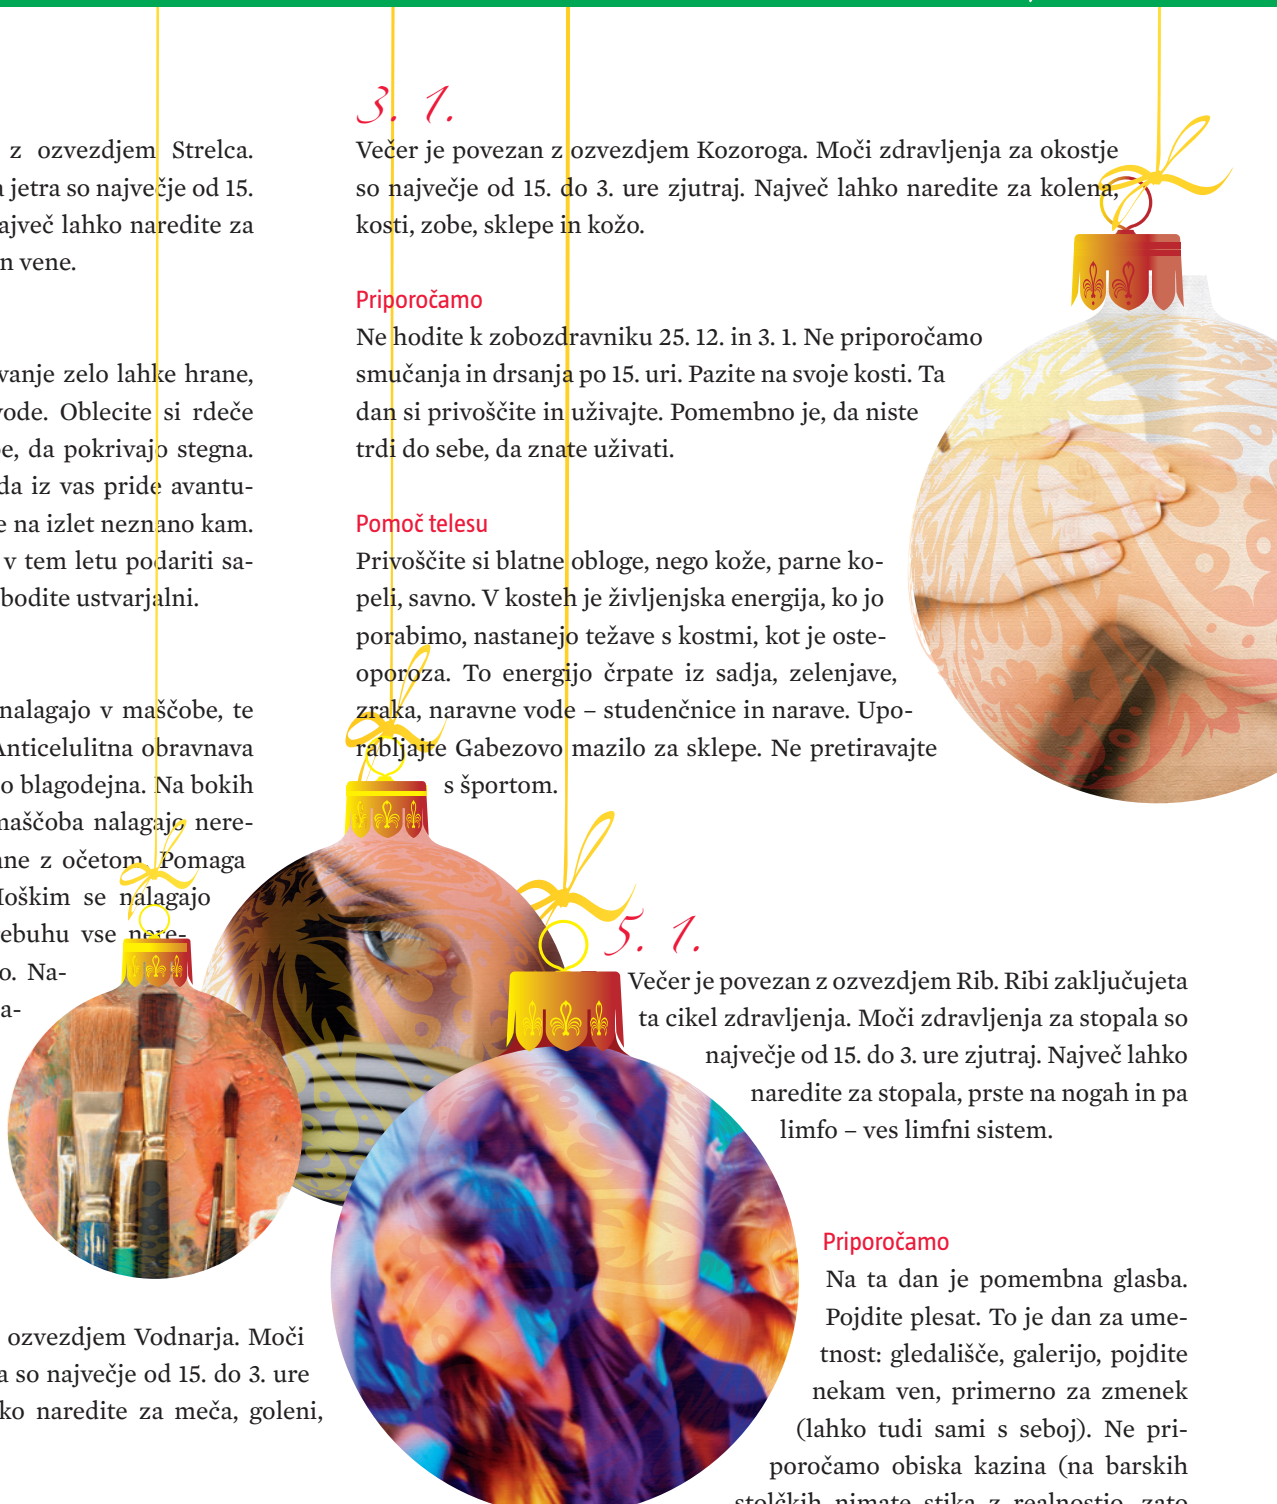 z ozvezdjem Strelca.
jetra so največje od 15.
največ lahko naredite za
in vene.
zelo lahke hrane,
vode. Oblecite si rdeče
da pokrivajo stegna.
da iz vas pride avantu-
na izlet neznano kam.
v tem letu podariti sa-
bodite ustvarjalni.
nalagajo v maščobe, te
Anticelulitna obravnava
blagodejna. Na bokih
maščoba nalagajo nere-
z očetom. Pomaga
Moškim se nalagajo
trebuhu vse nere-
Na-
ozvezdjem Vodnarja. Moči
so največje od 15. do 3. ure
naredite za meča, goleni,
3. 1.
Večer je povezan z ozvezdjem Kozoroga. Moči zdravljenja za okostje
so največje od 15. do 3. ure zjutraj. Največ lahko naredite za kolena,
kosti, zobe, sklepe in kožo.
Priporočamo
Ne hodite k zobozdravniku 25. 12. in 3. 1. Ne priporočamo
smučanja in drsanja po 15. uri. Pazite na svoje kosti. Ta
dan si privoščite in uživajte. Pomembno je, da niste
trdi do sebe, da znate uživati.
Pomoč telesu
Privoščite si blatne obloge, nego kože, parne ko-
peli, savno. V kosteh je življenjska energija, ko jo
porabimo, nastanejo težave s kostmi, kot je oste-
oporoza. To energijo črpate iz sadja, zelenjave,
zraka, naravne vode – studenčnice in narave. Upo-
rabljajte Gabezovo mazilo za sklepe. Ne pretiravajte
s športom.
5. 1.
Večer je povezan z ozvezdjem Rib. Ribi zaključujeta
ta cikel zdravljenja. Moči zdravljenja za stopala so
največje od 15. do 3. ure zjutraj. Največ lahko
naredite za stopala, prste na nogah in pa
limfo – ves limfni sistem.
Priporočamo
Na ta dan je pomembna glasba.
Pojdite plesat. To je dan za ume-
tnost: gledališče, galerijo, pojdite
nekam ven, primerno za zmenek
(lahko tudi sami s seboj). Ne pri-
poročamo obiska kazina (na barskih
stolčkih nimate stika z realnostjo, zato